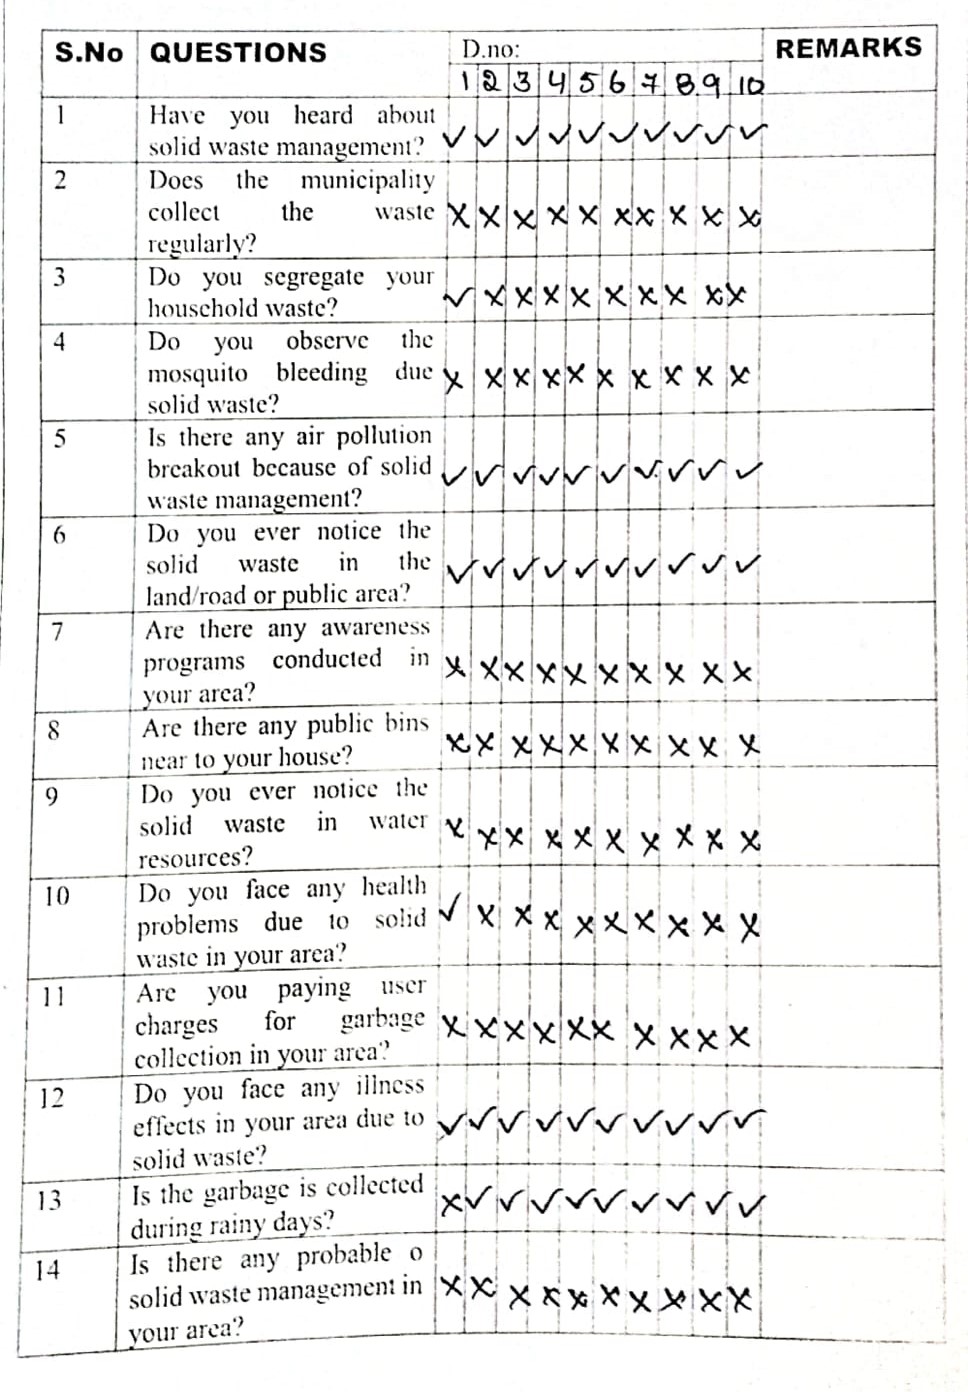 S.No QUESTIONS D.no: REMARKS
1 2 3 4 5 6 7 8 9 10
1 Have you heard about
solid waste management? ✓ ✓ ✓ ✓ ✓ ✓ ✓ ✓ ✓ ✓
2 Does the municipality
collect the waste x x x x x x x x x x
regularly?
3 Do you segregate your
household waste? ✓ x x x x x x x x x
4 Do you observe the
mosquito bleeding due x x x x x x x x x x
solid waste?
5 Is there any air pollution
breakout because of solid ✓ ✓ ✓ ✓ ✓ ✓ ✓ ✓ ✓ ✓
waste management?
6 Do you ever notice the
solid waste in the ✓ ✓ ✓ ✓ ✓ ✓ ✓ ✓ ✓ ✓
land/road or public area?
7 Are there any awareness
programs conducted in x x x x x x x x x x
your area?
8 Are there any public bins
near to your house? x x x x x x x x x x
9 Do you ever notice the
solid waste in water x x x x x x x x x x
resources?
10 Do you face any health
problems due to solid ✓ x x x x x x x x x
waste in your area?
11 Are you paying user
charges for garbage x x x x x x x x x x
collection in your area?
12 Do you face any illness
effects in your area due to ✓ ✓ ✓ ✓ ✓ ✓ ✓ ✓ ✓ ✓
solid waste?
13 Is the garbage is collected
during rainy days? x ✓ ✓ ✓ ✓ ✓ ✓ ✓ ✓ ✓
14 Is there any probable o
solid waste management in x x x x x x x x x x
your area?